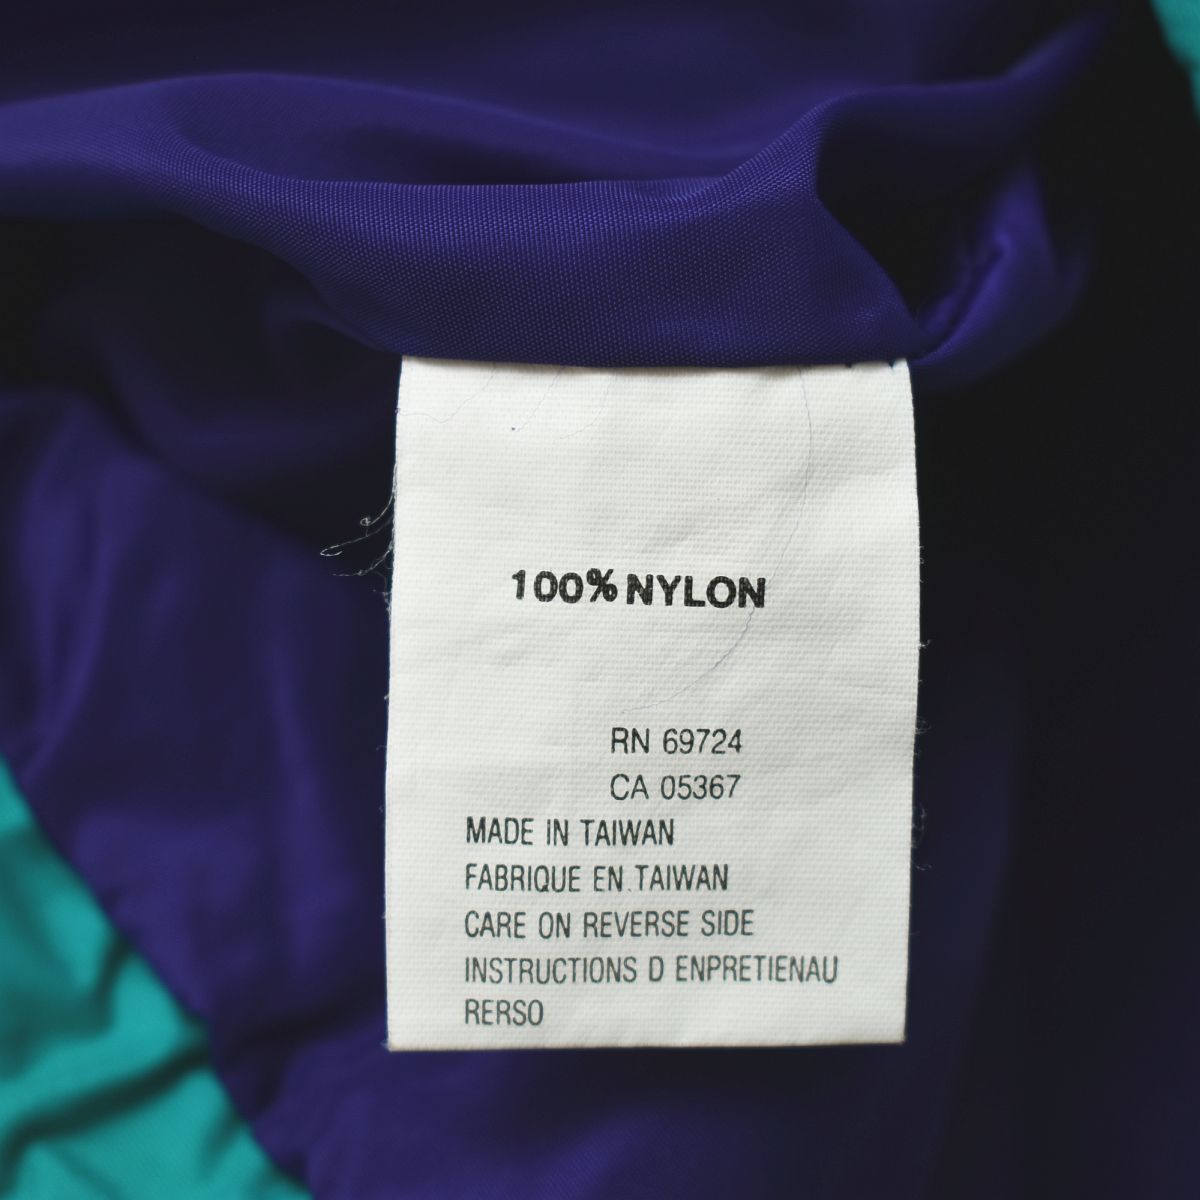 100% NYLON
RN 69724
CA 05367
MADE IN TAIWAN
FABRIQUE EN TAIWAN
CARE ON REVERSE SIDE
INSTRUCTIONS D ENPRETIENAU
RERSO